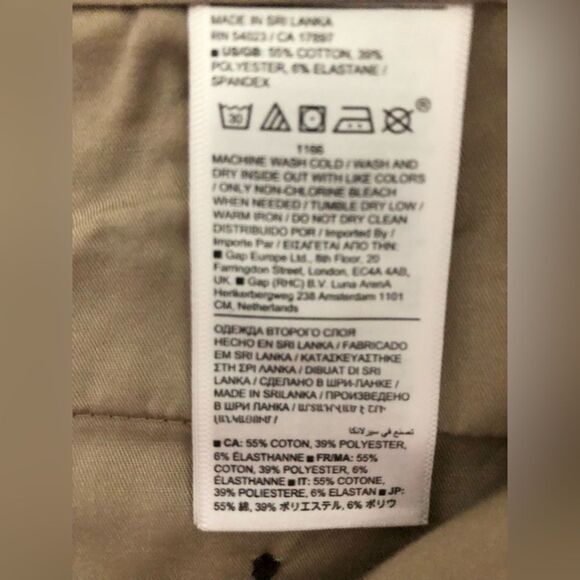 MADE IN SRI LANKA
RN 54023 / CA 17897
■ US/GB: 55% COTTON, 39%
POLYESTER, 6% ELASTANE /
SPANDEX
30
®
1166
MACHINE WASH COLD / WASH AND
DRY INSIDE OUT WITH LIKE COLORS
/ ONLY NON-CHLORINE BLEACH
WHEN NEEDED / TUMBLE DRY LOW /
WARM IRON / DO NOT DRY CLEAN
DISTRIBUIDO POR / Imported By /
Importe Par / ΕΙΣΑΓΕΤΑΙ ΑΠΟ ΤΗΝ:
■ Gap Europe Ltd., 8th Floor, 20
Farringdon Street, London, EC4A 4AB,
UK. ■ Gap (RHC) B.V. Luna ArenA
Herikerbergweg 238 Amsterdam 1101
CM, Netherlands
ОДЕЖДА ВТОРОГО СЛОЯ
HECHO EN SRI LANKA / FABRICADO
EM SRI LANKA / ΚΑΤΑΣΚΕΥΑΣΤΗΚΕ
ΣΤΗ ΣΡΙ ΛΑΝΚΑ / DIBUAT DI SRI
LANKA / СДЕЛАНО В ШРИ-ЛАНКЕ /
MADE IN SRILANKA / ПРОИЗВЕДЕНО
В ШРИ ЛАНКА /
تصنع في سيرلانكا
■ CA: 55% COTON, 39% POLYESTER,
6% ÉLASTHANNE ■ FR/MA: 55%
COTON, 39% POLYESTER, 6%
ÉLASTHANNE ■ IT: 55% COTONE,
39% POLIESTERE, 6% ELASTAN ■ JP:
55% 綿, 39% ポリエステル, 6% ポリウ